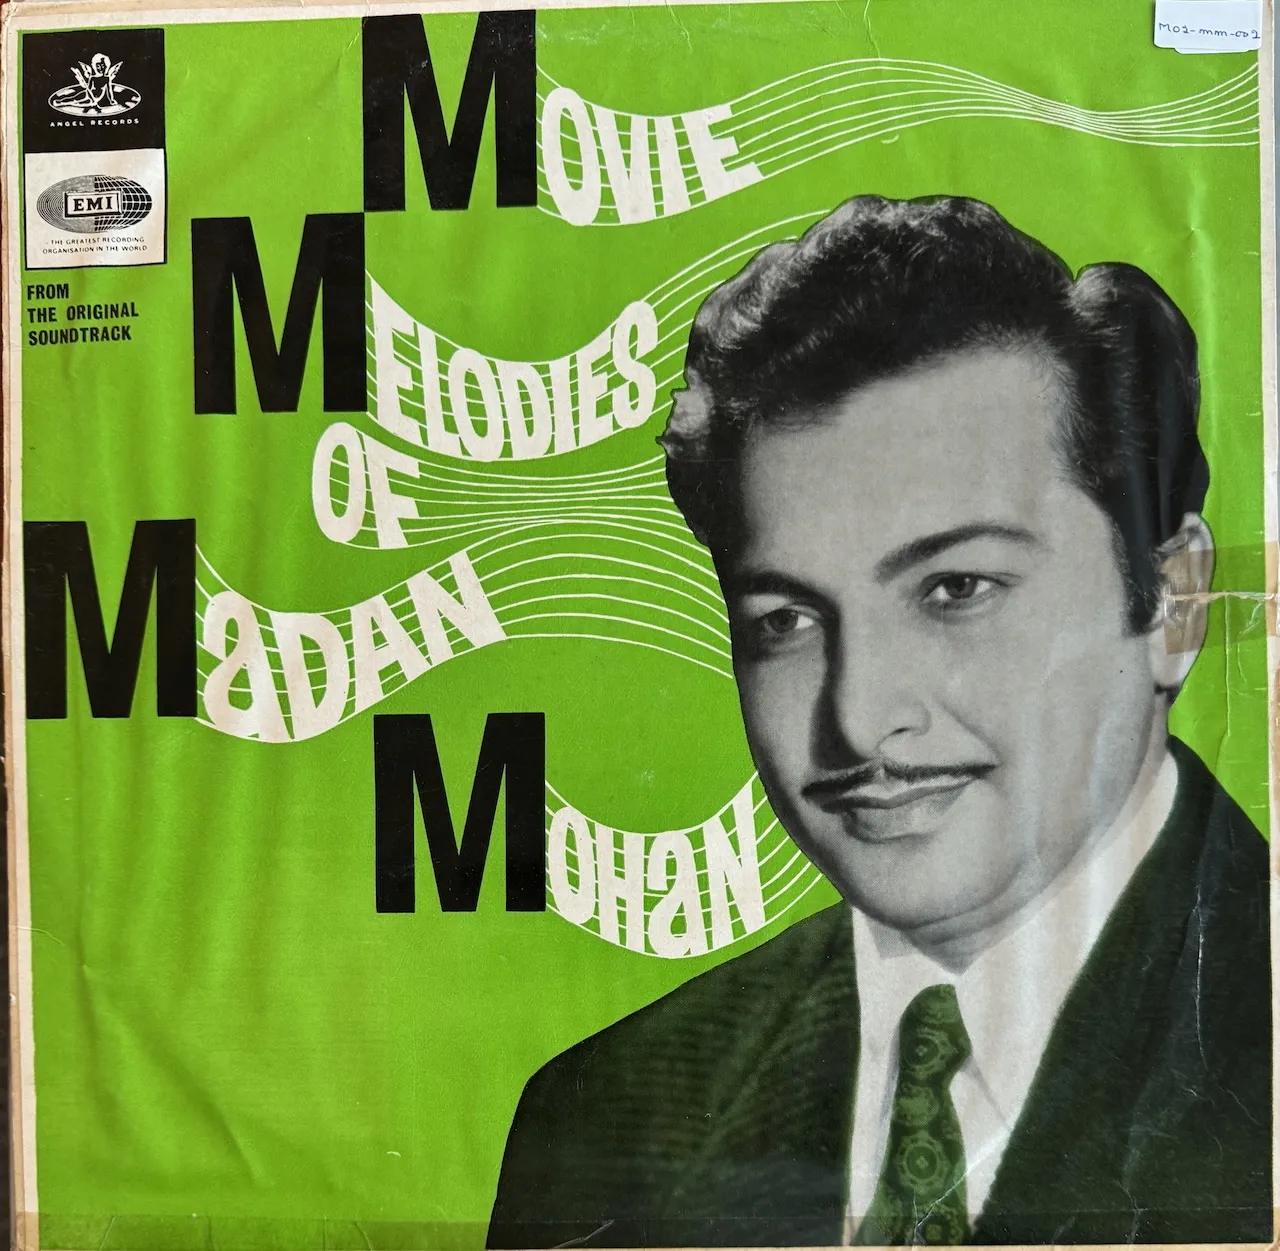 M01-mm-002
ANGEL RECORDS
EMI
- THE GREATEST RECORDING
ORGANISATION IN THE WORLD
FROM
THE ORIGINAL
SOUNDTRACK
MOVIE
MELODIES
OF
MaDAN
MOHaN